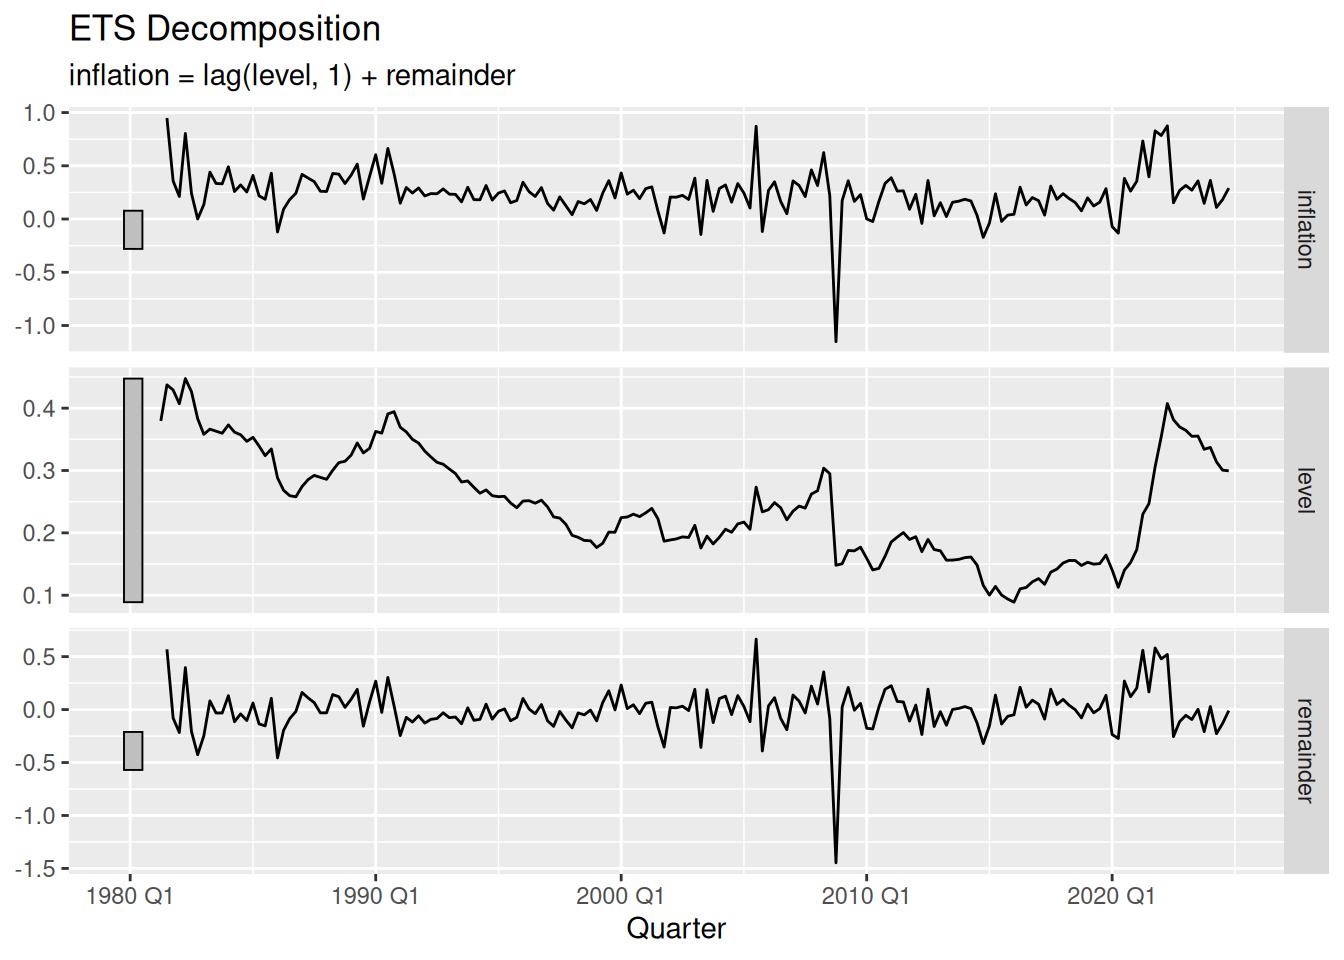 ETS Decomposition
inflation = lag(level, 1) + remainder
1.0
0.5
0.0
-0.5
-1.0
inflation
0.4
0.3
0.2
0.1
level
0.5
0.0
-0.5
-1.0
-1.5
remainder
1980 Q1
1990 Q1
2000 Q1
2010 Q1
2020 Q1
Quarter